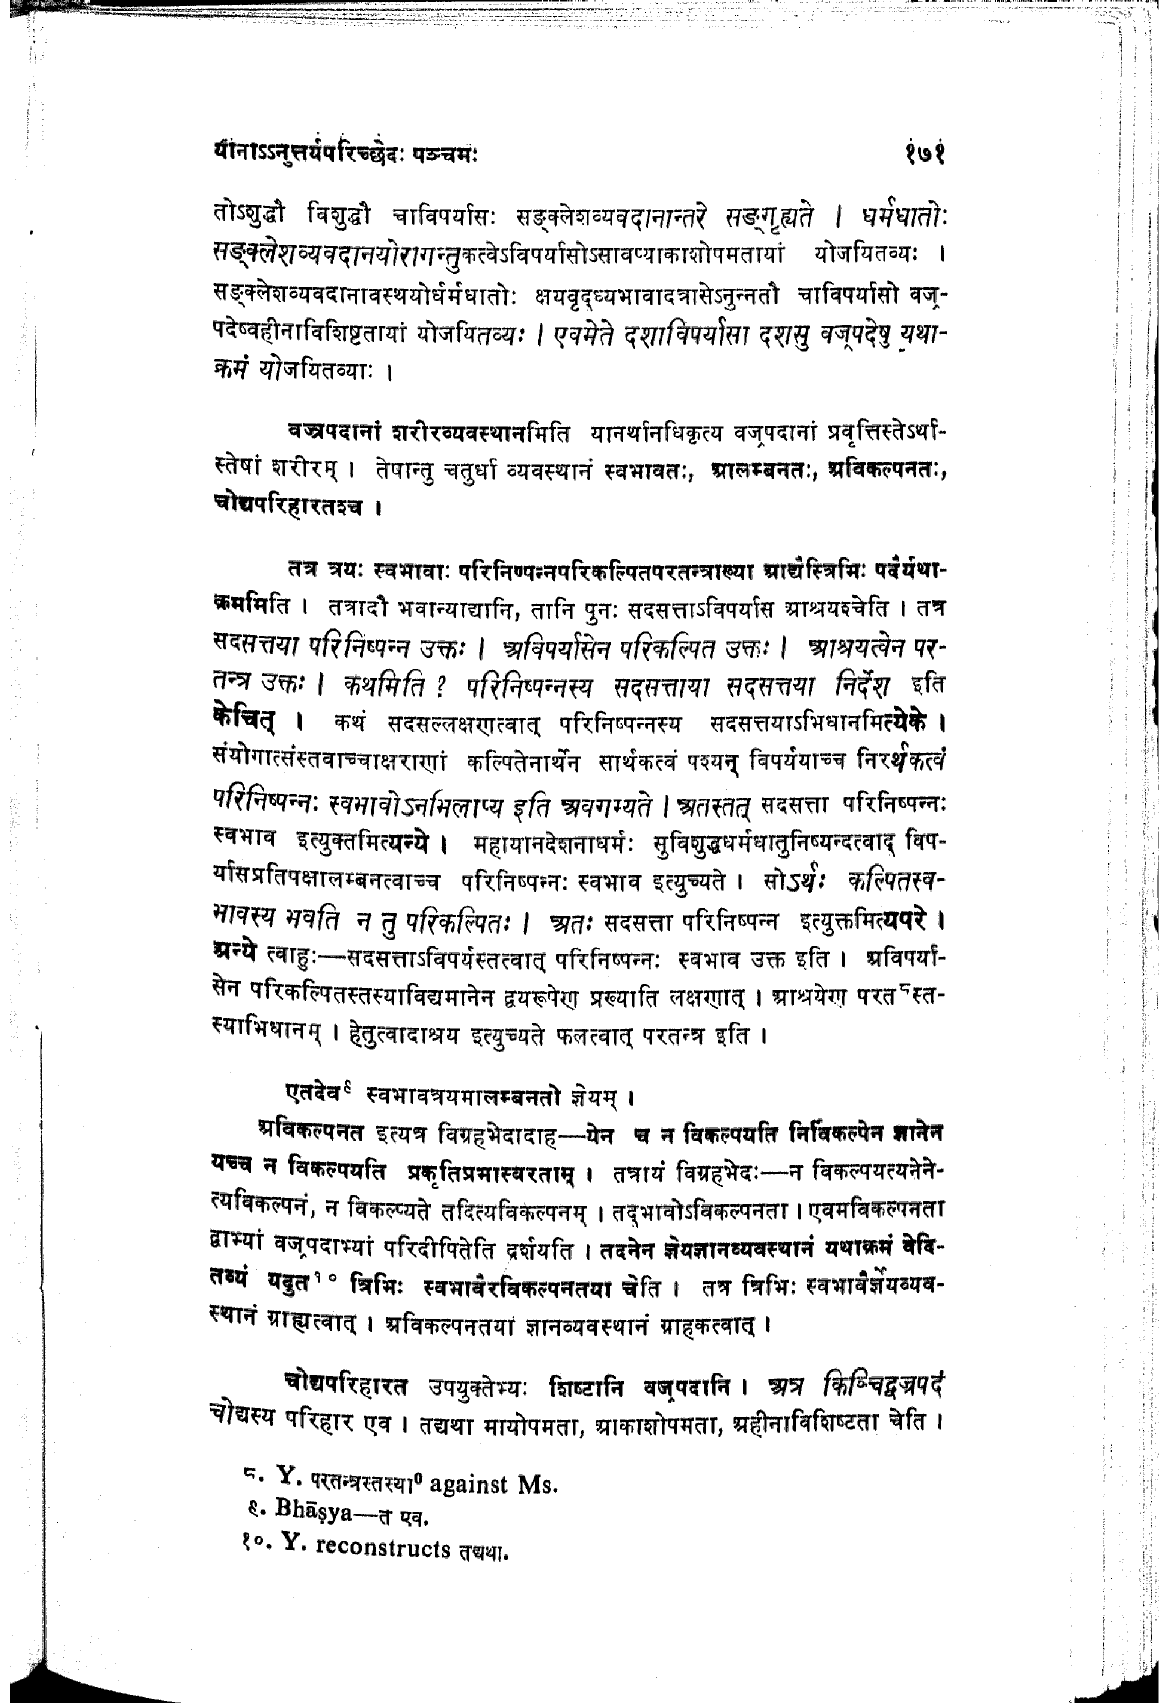 यानाऽऽनुत्तर्यपरिच्छेदः पञ्चमः १७१
तोऽशुद्धौ विशुद्धौ चाविपर्यासः सङ्क्लेशव्यवदानान्तरे सङ्गृह्यते । धर्मधातोः
सङ्क्लेशव्यवदानयोरागन्तुकत्वेऽविपर्यासोऽसावप्याकाशोपमतायां योजयितव्यः ।
सङ्क्लेशव्यवदानावस्थयोर्धर्मधातोः क्षयवृद्ध्यभावादत्रासेऽनुन्नतौ चाविपर्यासो वज्र-
पदेष्वहीनाविशिष्टतायां योजयितव्यः । एवमेते दशाविपर्यासा दशसु वज्रपदेषु यथा-
क्रमं योजयितव्याः ।
वज्रपदानां शरीरव्यवस्थानमिति यानर्थानधिकृत्य वज्रपदानां प्रवृत्तिस्तेऽर्था-
स्तेषां शरीरम् । तेषान्तु चतुर्धा व्यवस्थानं स्वभावतः, आलम्बनतः, अविकल्पनतः,
चोद्यपरिहारतश्च ।
तत्र त्रयः स्वभावाः परिनिष्पन्नपरिकल्पितपरतन्त्राख्या आद्यैस्त्रिभिः पदैर्यथा-
क्रममिति । तत्रादौ भवान्याद्यानि, तानि पुनः सदसत्ताऽविपर्यास आश्रयश्चेति । तत्र
सदसत्तया परिनिष्पन्न उक्तः । अविपर्यासेन परिकल्पित उक्तः । आश्रयत्वेन पर-
तन्त्र उक्तः । कथमिति ? परिनिष्पन्नस्य सदसत्ताया सदसत्तया निर्देश इति
केचित् । कथं सदसल्लक्षणत्वात् परिनिष्पन्नस्य सदसत्तयाऽभिधानमित्येके ।
संयोगात्संस्तवाच्चाक्षराणां कल्पितेनार्थेन सार्थकत्वं पश्यन् विपर्ययाच्च निरर्थकत्वं
परिनिष्पन्नः स्वभावोऽनभिलाप्य इति अवगम्यते । अतस्तत् सदसत्ता परिनिष्पन्नः
स्वभाव इत्युक्तमित्यन्ये । महायानदेशनाधर्मः सुविशुद्धधर्मधातुनिष्यन्दत्वाद् विप-
र्यासप्रतिपक्षालम्बनत्वाच्च परिनिष्पन्नः स्वभाव इत्युच्यते । सोऽर्थः कल्पितस्व-
भावस्य भवति न तु परिकल्पितः । अतः सदसत्ता परिनिष्पन्न इत्युक्तमित्यपरे ।
अन्ये त्वाहुः—सदसत्ताऽविपर्यस्तत्वात् परिनिष्पन्नः स्वभाव उक्त इति । अविपर्या-
सेन परिकल्पितस्तस्याविद्यमानेन द्वयरूपेण प्रख्याति लक्षणात् । आश्रयेण परत८स्त-
स्याभिधानम् । हेतुत्वादाश्रय इत्युच्यते फलत्वात् परतन्त्र इति ।
एतदेव९ स्वभावत्रयमालम्बनतो ज्ञेयम् ।
अविकल्पनत इत्यत्र विग्रहभेदादाह—येन च न विकल्पयति निर्विकल्पेन ज्ञानेन
यच्च न विकल्पयति प्रकृतिप्रभास्वरताम् । तत्रायं विग्रहभेदः—न विकल्पयत्यनेने-
त्यविकल्पनं, न विकल्प्यते तदित्यविकल्पनम् । तद्भावोऽविकल्पनता । एवमविकल्पनता
द्वाभ्यां वज्रपदाभ्यां परिदीपितेति दर्शयति । तदनेन ज्ञेयज्ञानव्यवस्थानं यथाक्रमं वेदि-
तव्यं यदुत१० त्रिभिः स्वभावैरविकल्पनतया चेति । तत्र त्रिभिः स्वभावैर्ज्ञेयव्यव-
स्थानं ग्राह्यत्वात् । अविकल्पनतया ज्ञानव्यवस्थानं ग्राहकत्वात् ।
चोद्यपरिहारत उपयुक्तेभ्यः शिष्टानि वज्रपदानि । अत्र किञ्चिद्वज्रपदं
चोद्यस्य परिहार एव । तद्यथा मायोपमता, आकाशोपमता, अहीनाविशिष्टता चेति ।
८. Y. परतन्त्रस्तस्या० against Ms.
९. Bhāṣya—त एव.
१०. Y. reconstructs तद्यथा.